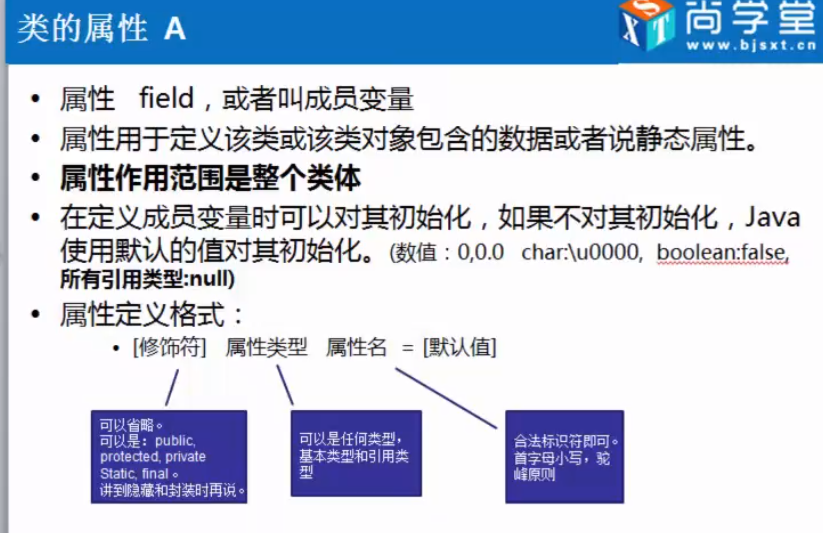 类的属性 A
SXT 尚学堂
www.bjsxt.cn
• 属性 field，或者叫成员变量
• 属性用于定义该类或该类对象包含的数据或者说静态属性。
• 属性作用范围是整个类体
• 在定义成员变量时可以对其初始化，如果不对其初始化，Java
使用默认的值对其初始化。(数值：0,0.0 char:\u0000, boolean:false,
所有引用类型:null)
• 属性定义格式：
• [修饰符] 属性类型 属性名 = [默认值]
可以省略。
可以是：public,
protected, private
Static, final。
讲到隐藏和封装时再说。
可以是任何类型，
基本类型和引用类
型
合法标识符即可。
首字母小写，驼
峰原则